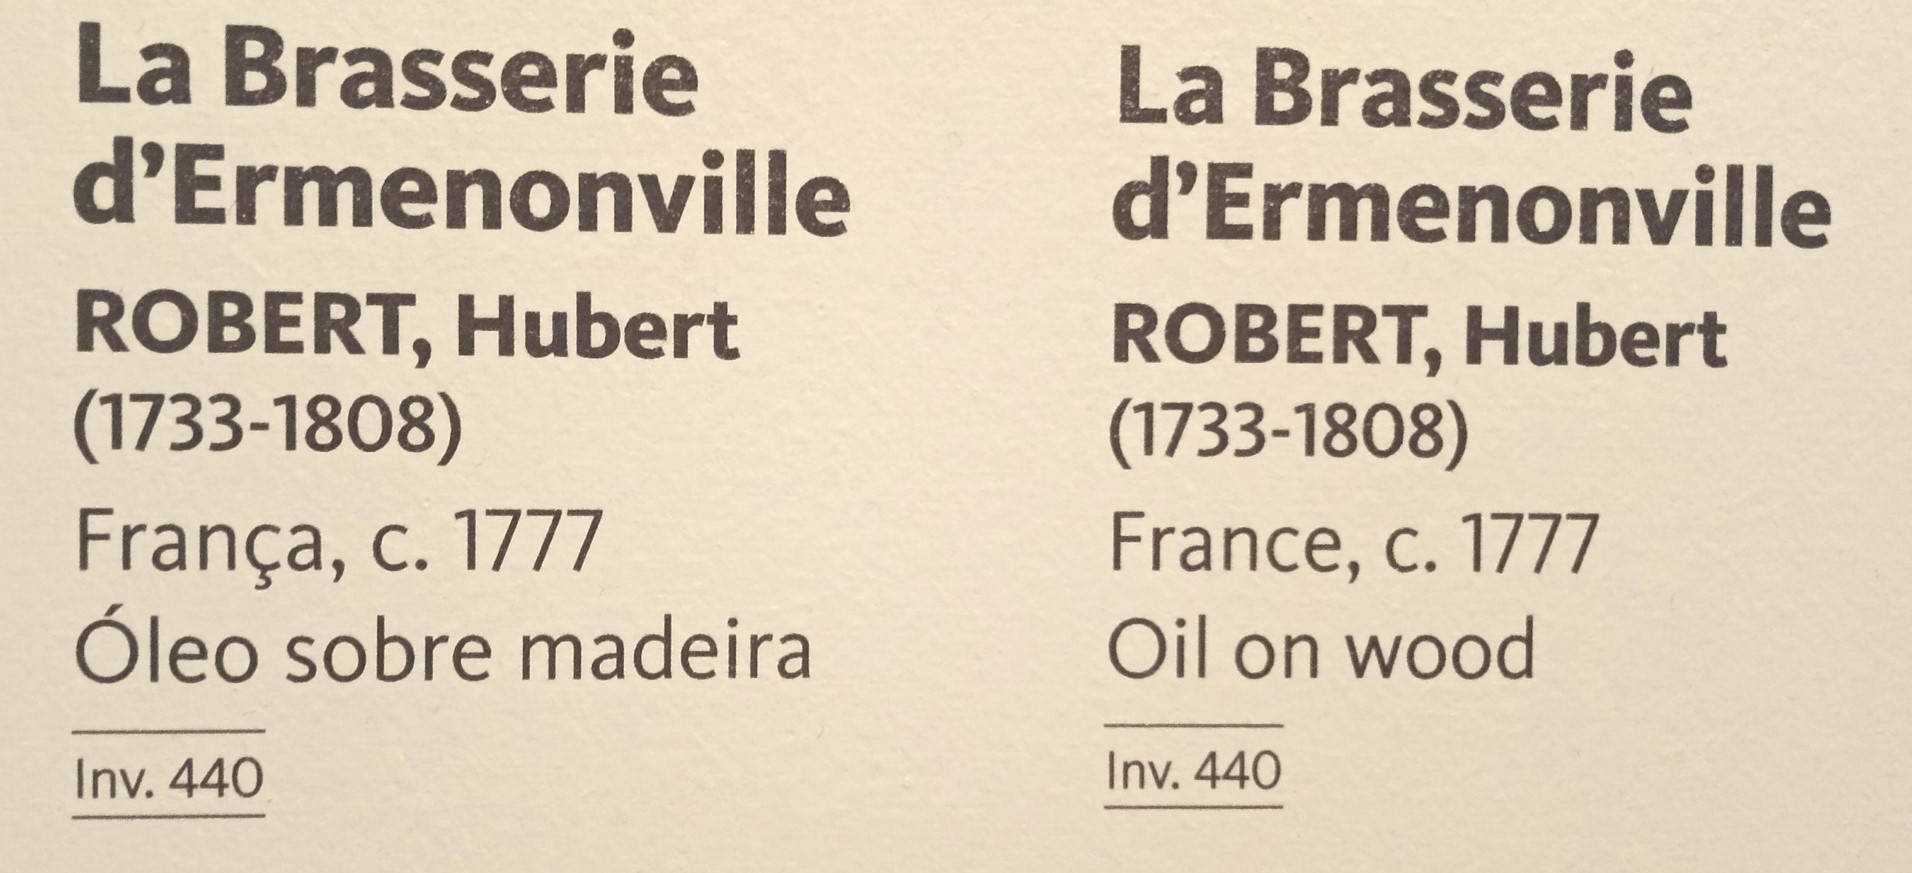 La Brasserie
d’Ermenonville
ROBERT, Hubert
(1733-1808)
França, c. 1777
Óleo sobre madeira
Inv. 440
La Brasserie
d’Ermenonville
ROBERT, Hubert
(1733-1808)
France, c. 1777
Oil on wood
Inv. 440